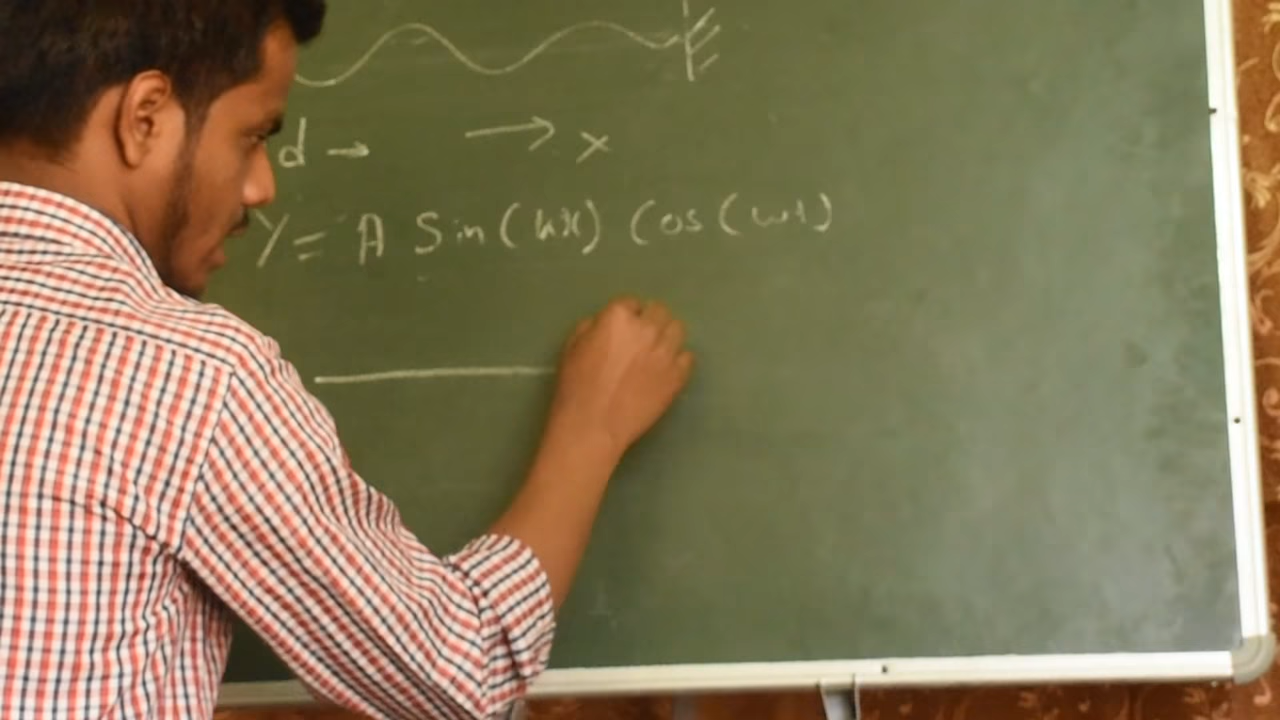 d → → x
Y = A Sin(kx) Cos(ωt)